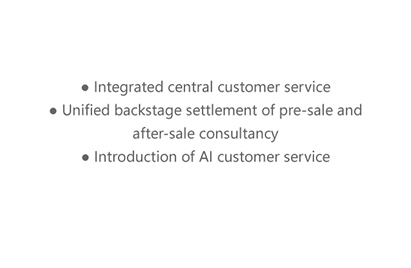 ● Integrated central customer service
● Unified backstage settlement of pre-sale and
after-sale consultancy
● Introduction of AI customer service